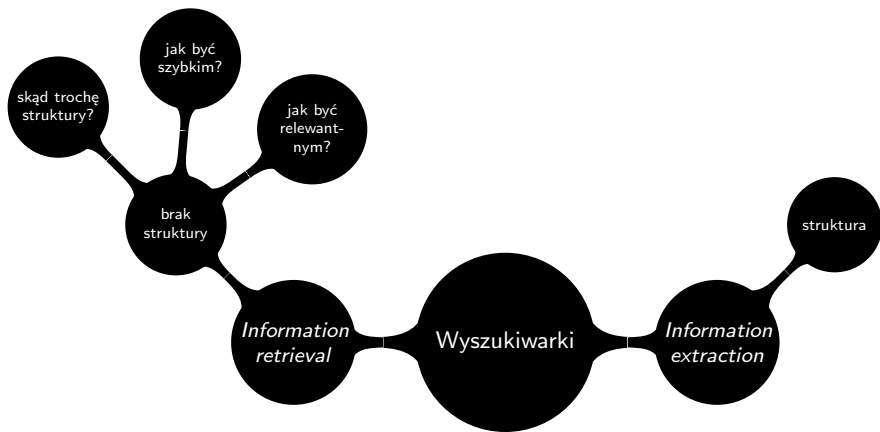 jak być
szybkim?
skąd trochę
struktury?
jak być
relewant-
nym?
brak
struktury
struktura
Information
retrieval
Wyszukiwarki
Information
extraction